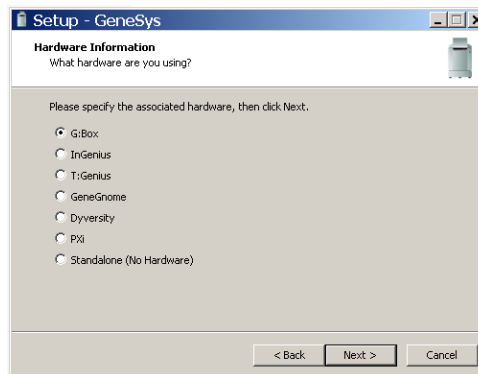 Setup - GeneSys
Hardware Information
What hardware are you using?
Please specify the associated hardware, then click Next.
G:Box
InGenius
T:Genius
GeneGnome
Dyversity
PXi
Standalone (No Hardware)
< Back Next > Cancel